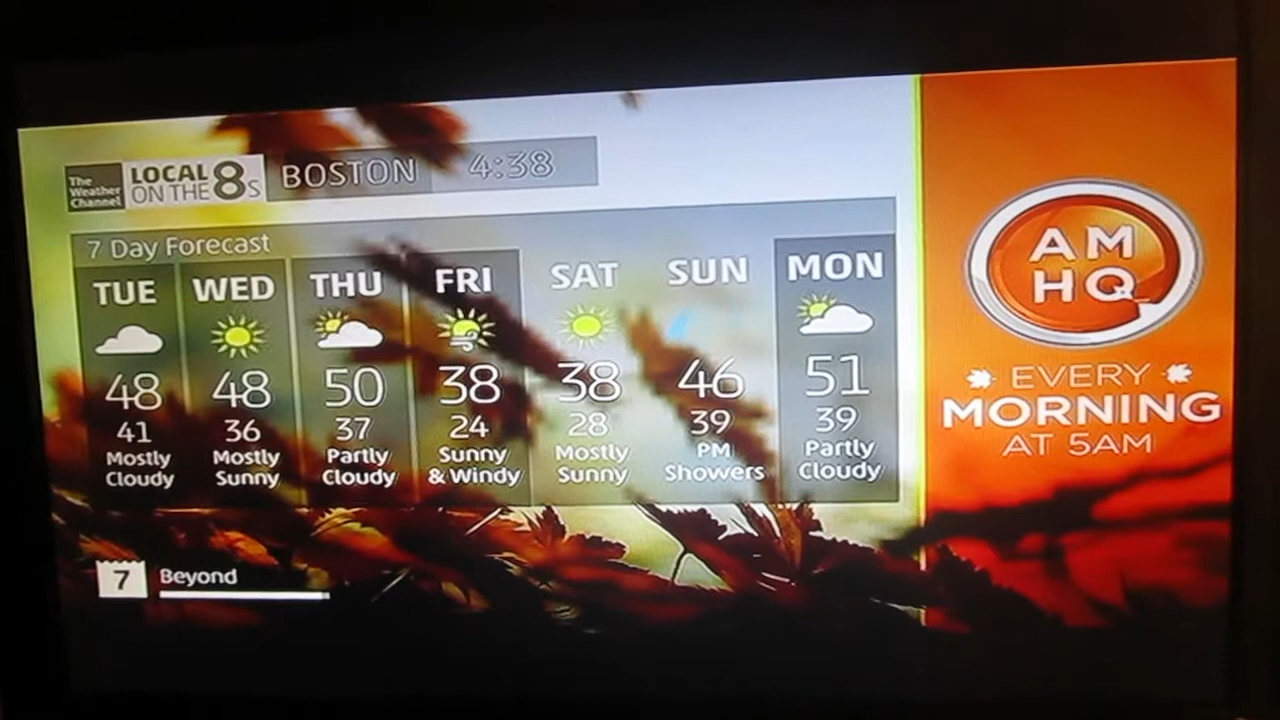 The Weather Channel
LOCAL ON THE 8s
BOSTON 4:38
7 Day Forecast
TUE WED THU FRI SAT SUN MON
48 48 50 38 38 46 51
41 36 37 24 28 39 39
Mostly Mostly Partly Sunny Mostly PM Partly
Cloudy Sunny Cloudy & Windy Sunny Showers Cloudy
7 Beyond
AM
HQ
EVERY
MORNING
AT 5AM